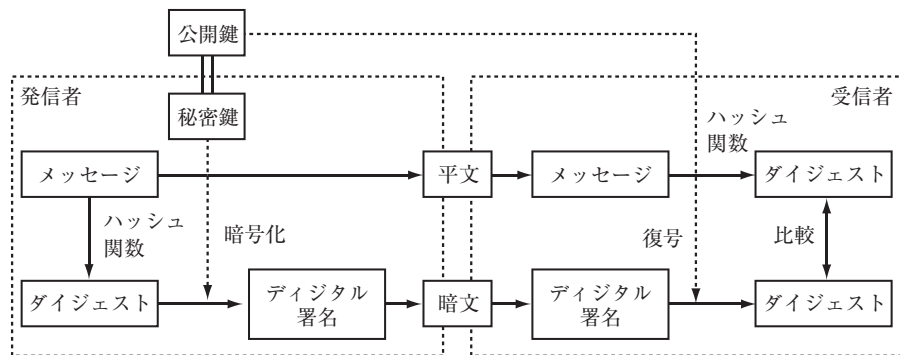 公開鍵
発信者
受信者
秘密鍵
ハッシュ
関数
メッセージ
平文
メッセージ
ダイジェスト
ハッシュ
関数
暗号化
復号
比較
ダイジェスト
ディジタル
署名
暗文
ディジタル
署名
ダイジェスト